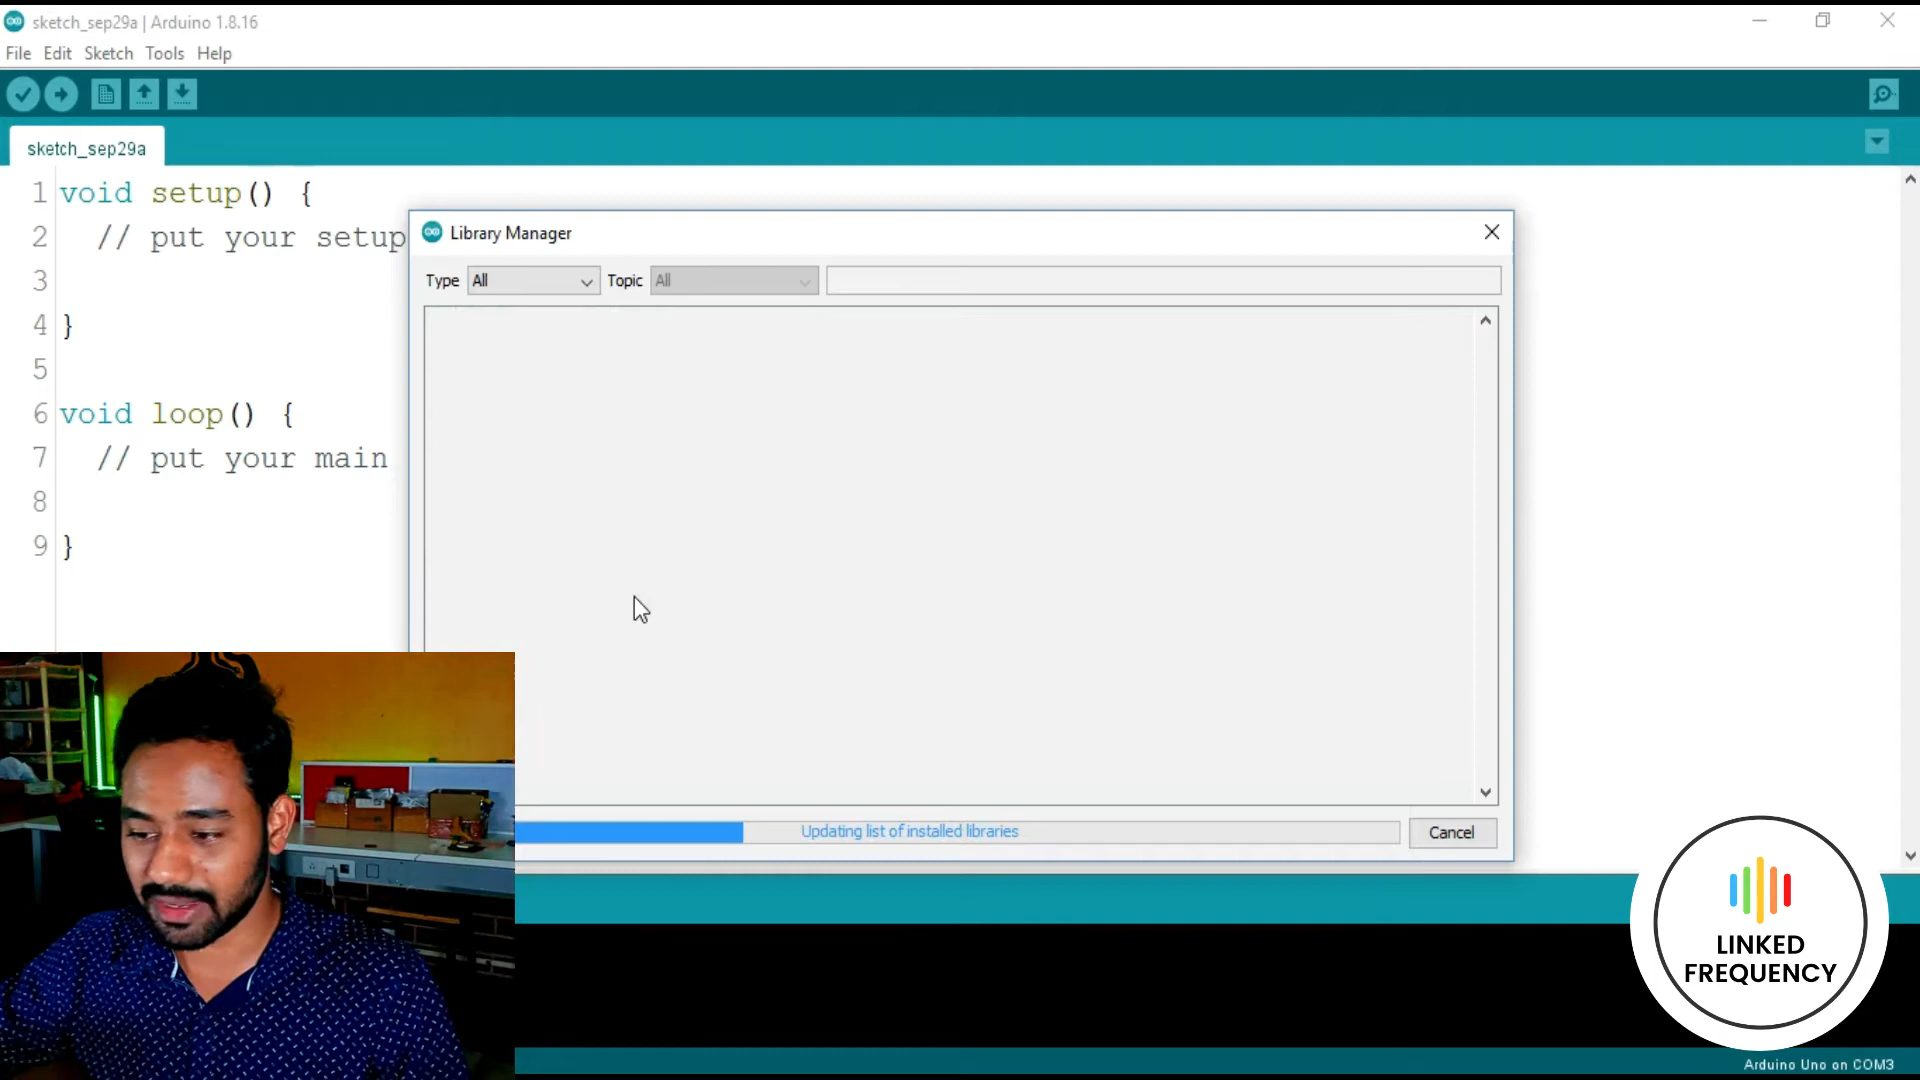 sketch_sep29a | Arduino 1.8.16
File Edit Sketch Tools Help
sketch_sep29a
1 void setup() {
2 // put your setup
3
4 }
5
6 void loop() {
7 // put your main
8
9 }
Library Manager
Type All Topic All
Updating list of installed libraries
Cancel
LINKED
FREQUENCY
Arduino Uno on COM3